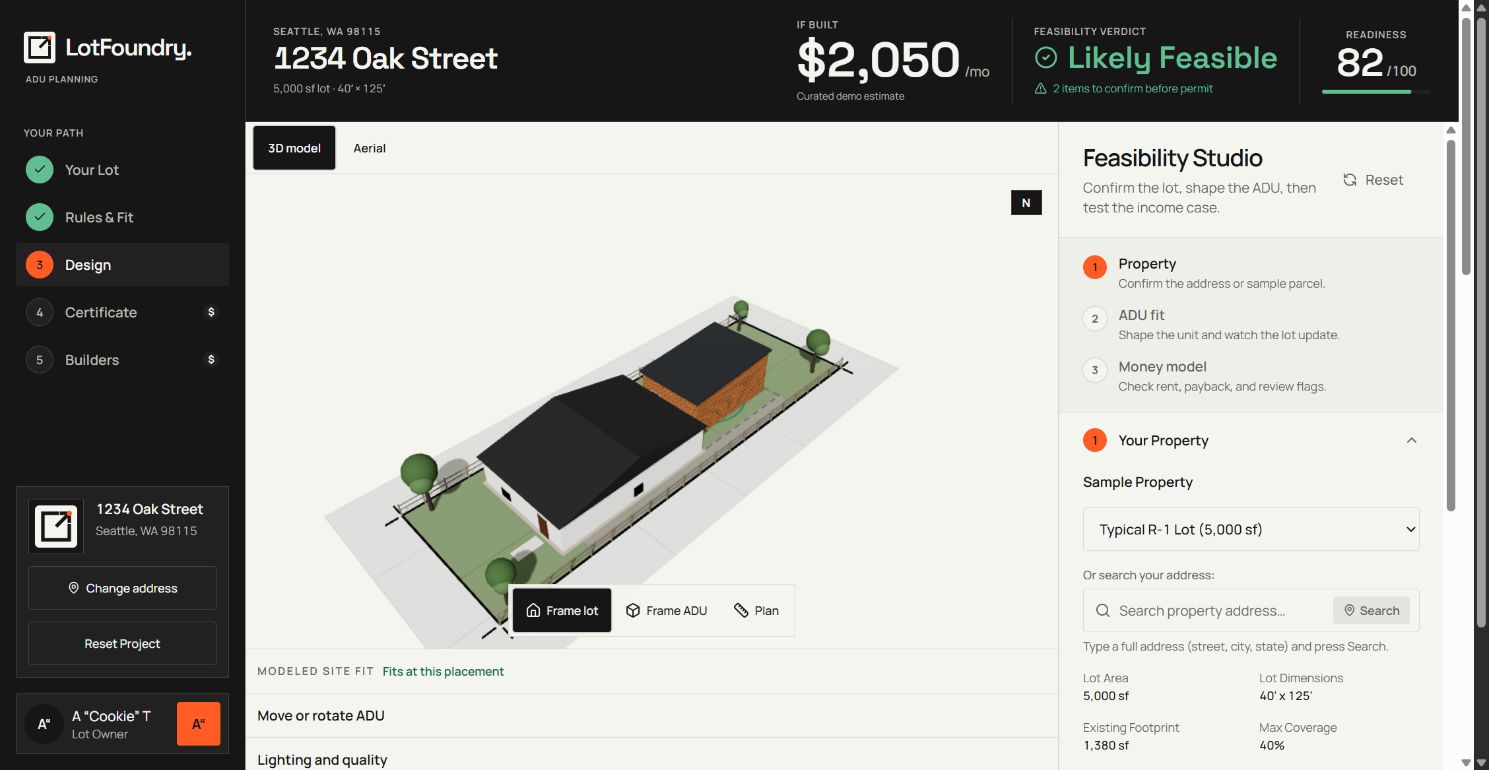 LotFoundry.
ADU PLANNING
YOUR PATH
Your Lot
Rules & Fit
3 Design
4 Certificate $
5 Builders $
1234 Oak Street
Seattle, WA 98115
Change address
Reset Project
A“ A “Cookie” T A“
Lot Owner
SEATTLE, WA 98115
1234 Oak Street
5,000 sf lot · 40' × 125'
IF BUILT
$2,050 /mo
Curated demo estimate
FEASIBILITY VERDICT
Likely Feasible
2 items to confirm before permit
READINESS
82 /100
3D model Aerial
N
Frame lot Frame ADU Plan
MODELED SITE FIT Fits at this placement
Move or rotate ADU
Lighting and quality
Feasibility Studio
Confirm the lot, shape the ADU, then
test the income case.
Reset
1 Property
Confirm the address or sample parcel.
2 ADU fit
Shape the unit and watch the lot update.
3 Money model
Check rent, payback, and review flags.
1 Your Property
Sample Property
Typical R-1 Lot (5,000 sf)
Or search your address:
Search property address... Search
Type a full address (street, city, state) and press Search.
Lot Area Lot Dimensions
5,000 sf 40' x 125'
Existing Footprint Max Coverage
1,380 sf 40%